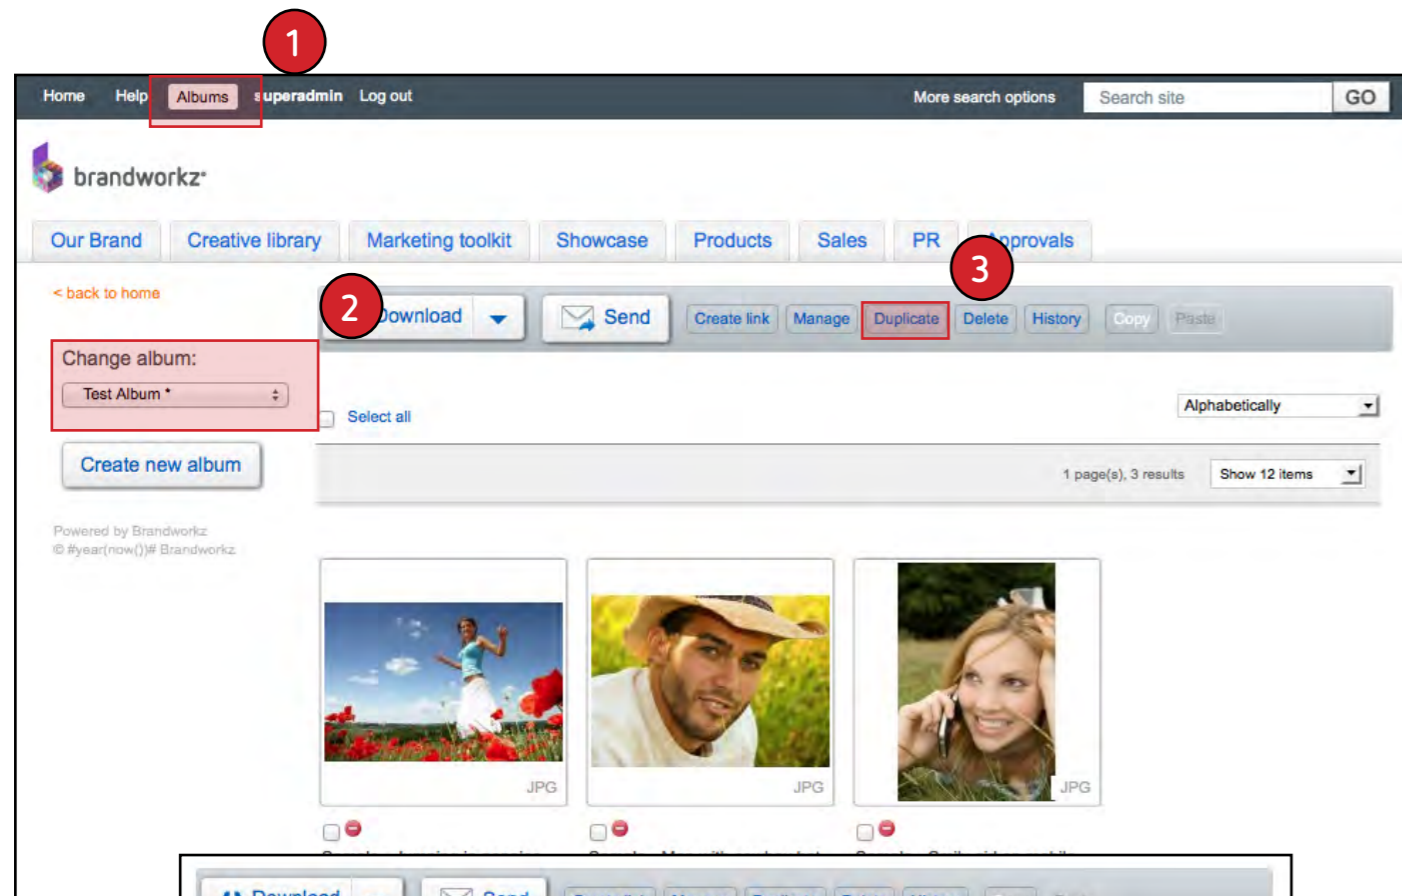 1
Home Help Albums superadmin Log out More search options Search site GO
brandworkz
Our Brand Creative library Marketing toolkit Showcase Products Sales PR Approvals
3
< back to home
2 Download Send Create link Manage Duplicate Delete History Copy Paste
Change album:
Test Album *
Select all Alphabetically
Create new album
1 page(s), 3 results Show 12 items
Powered by Brandworkz
© #year(now())# Brandworkz
JPG JPG JPG
Download Send